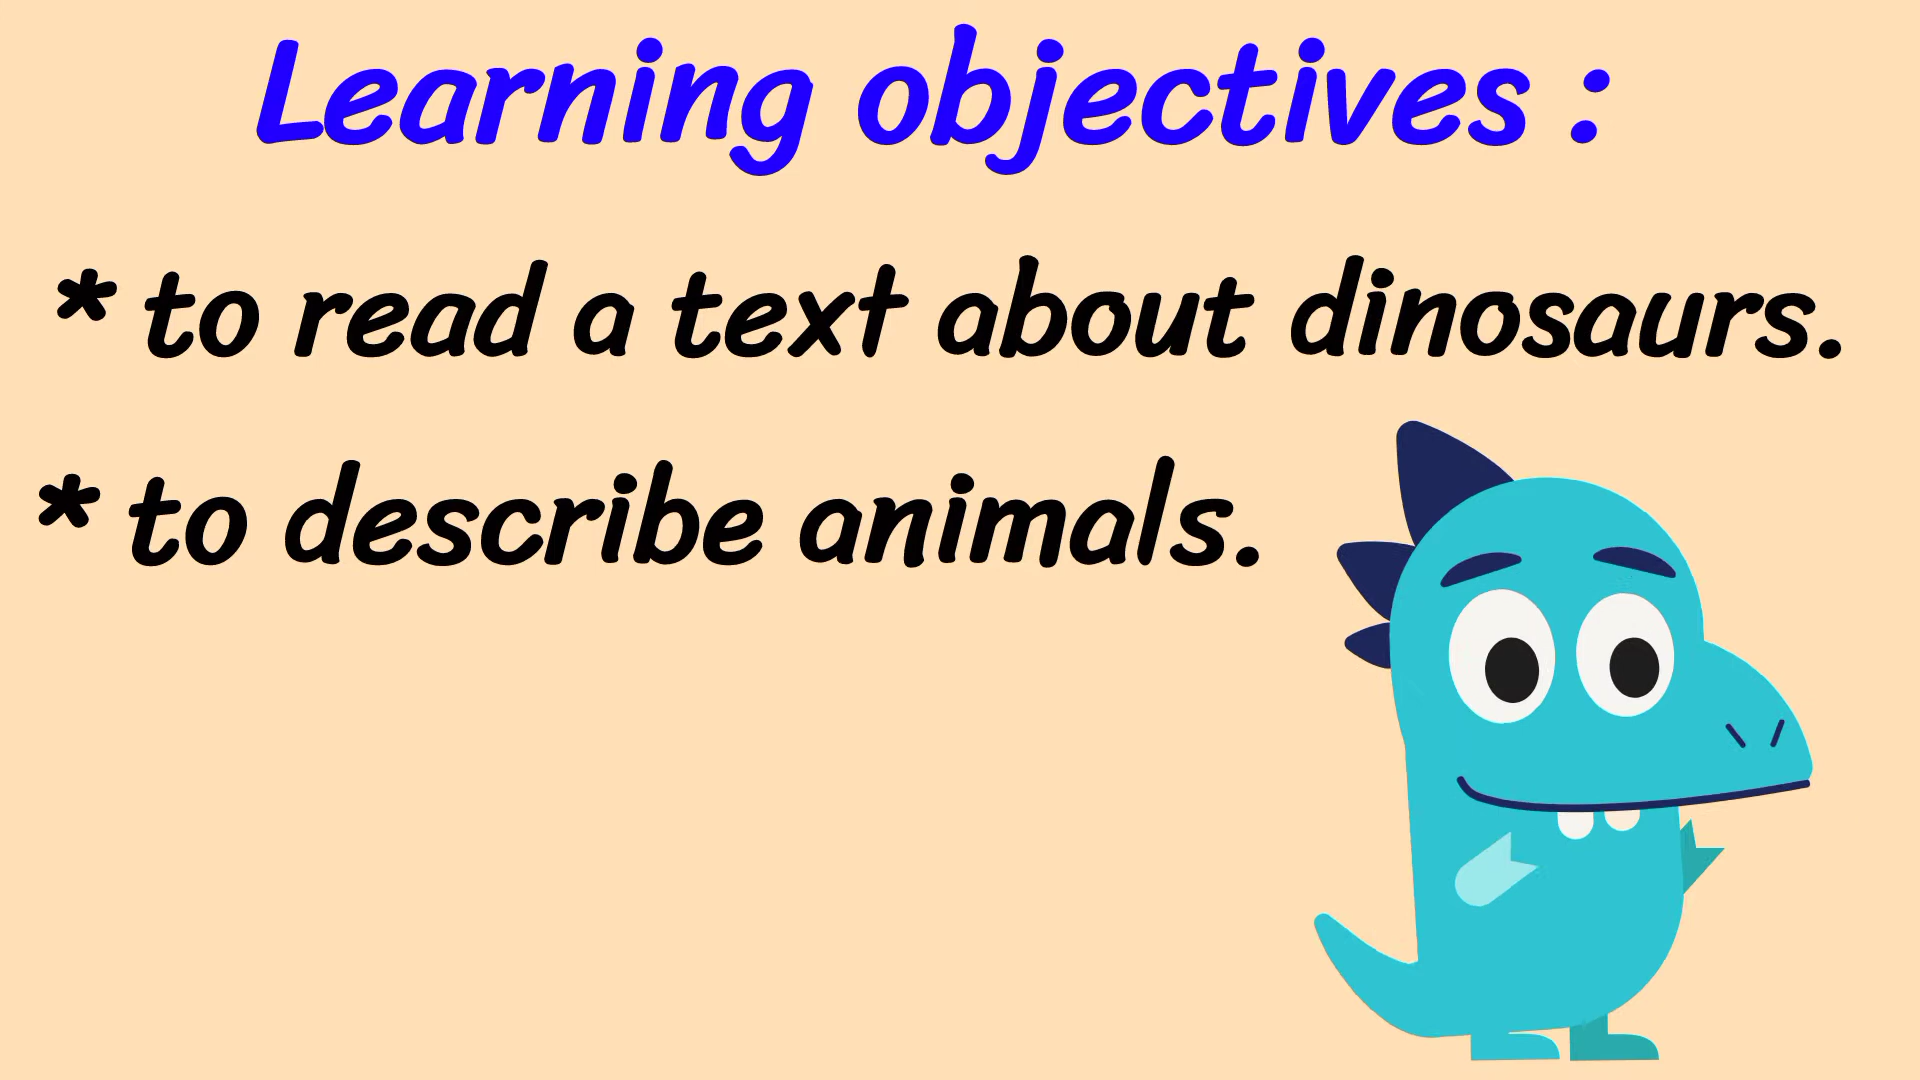 Learning objectives :
* to read a text about dinosaurs.
* to describe animals.